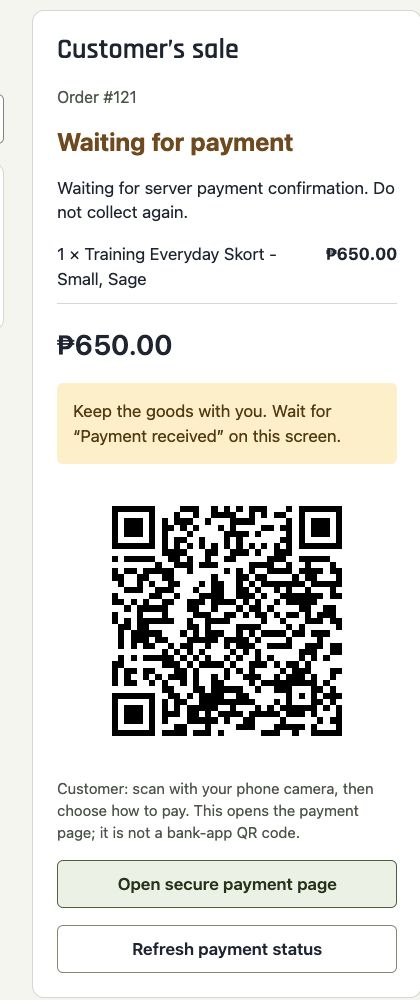 Customer's sale
Order #121
Waiting for payment
Waiting for server payment confirmation. Do
not collect again.
1 × Training Everyday Skort - ₱650.00
Small, Sage
₱650.00
Keep the goods with you. Wait for
“Payment received” on this screen.
Customer: scan with your phone camera, then
choose how to pay. This opens the payment
page; it is not a bank-app QR code.
Open secure payment page
Refresh payment status